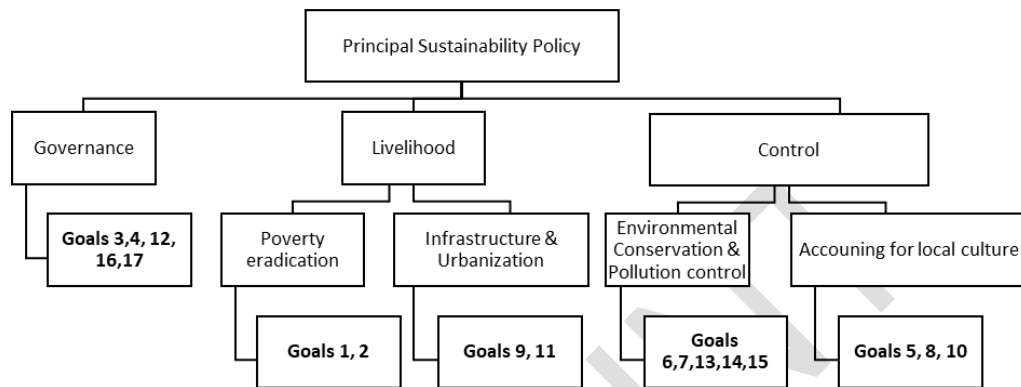 Principal Sustainability Policy
Governance
Livelihood
Control
Goals 3,4, 12,
16,17
Poverty
eradication
Infrastructure &
Urbanization
Environmental
Conservation &
Pollution control
Accouning for local culture
Goals 1, 2
Goals 9, 11
Goals
6,7,13,14,15
Goals 5, 8, 10